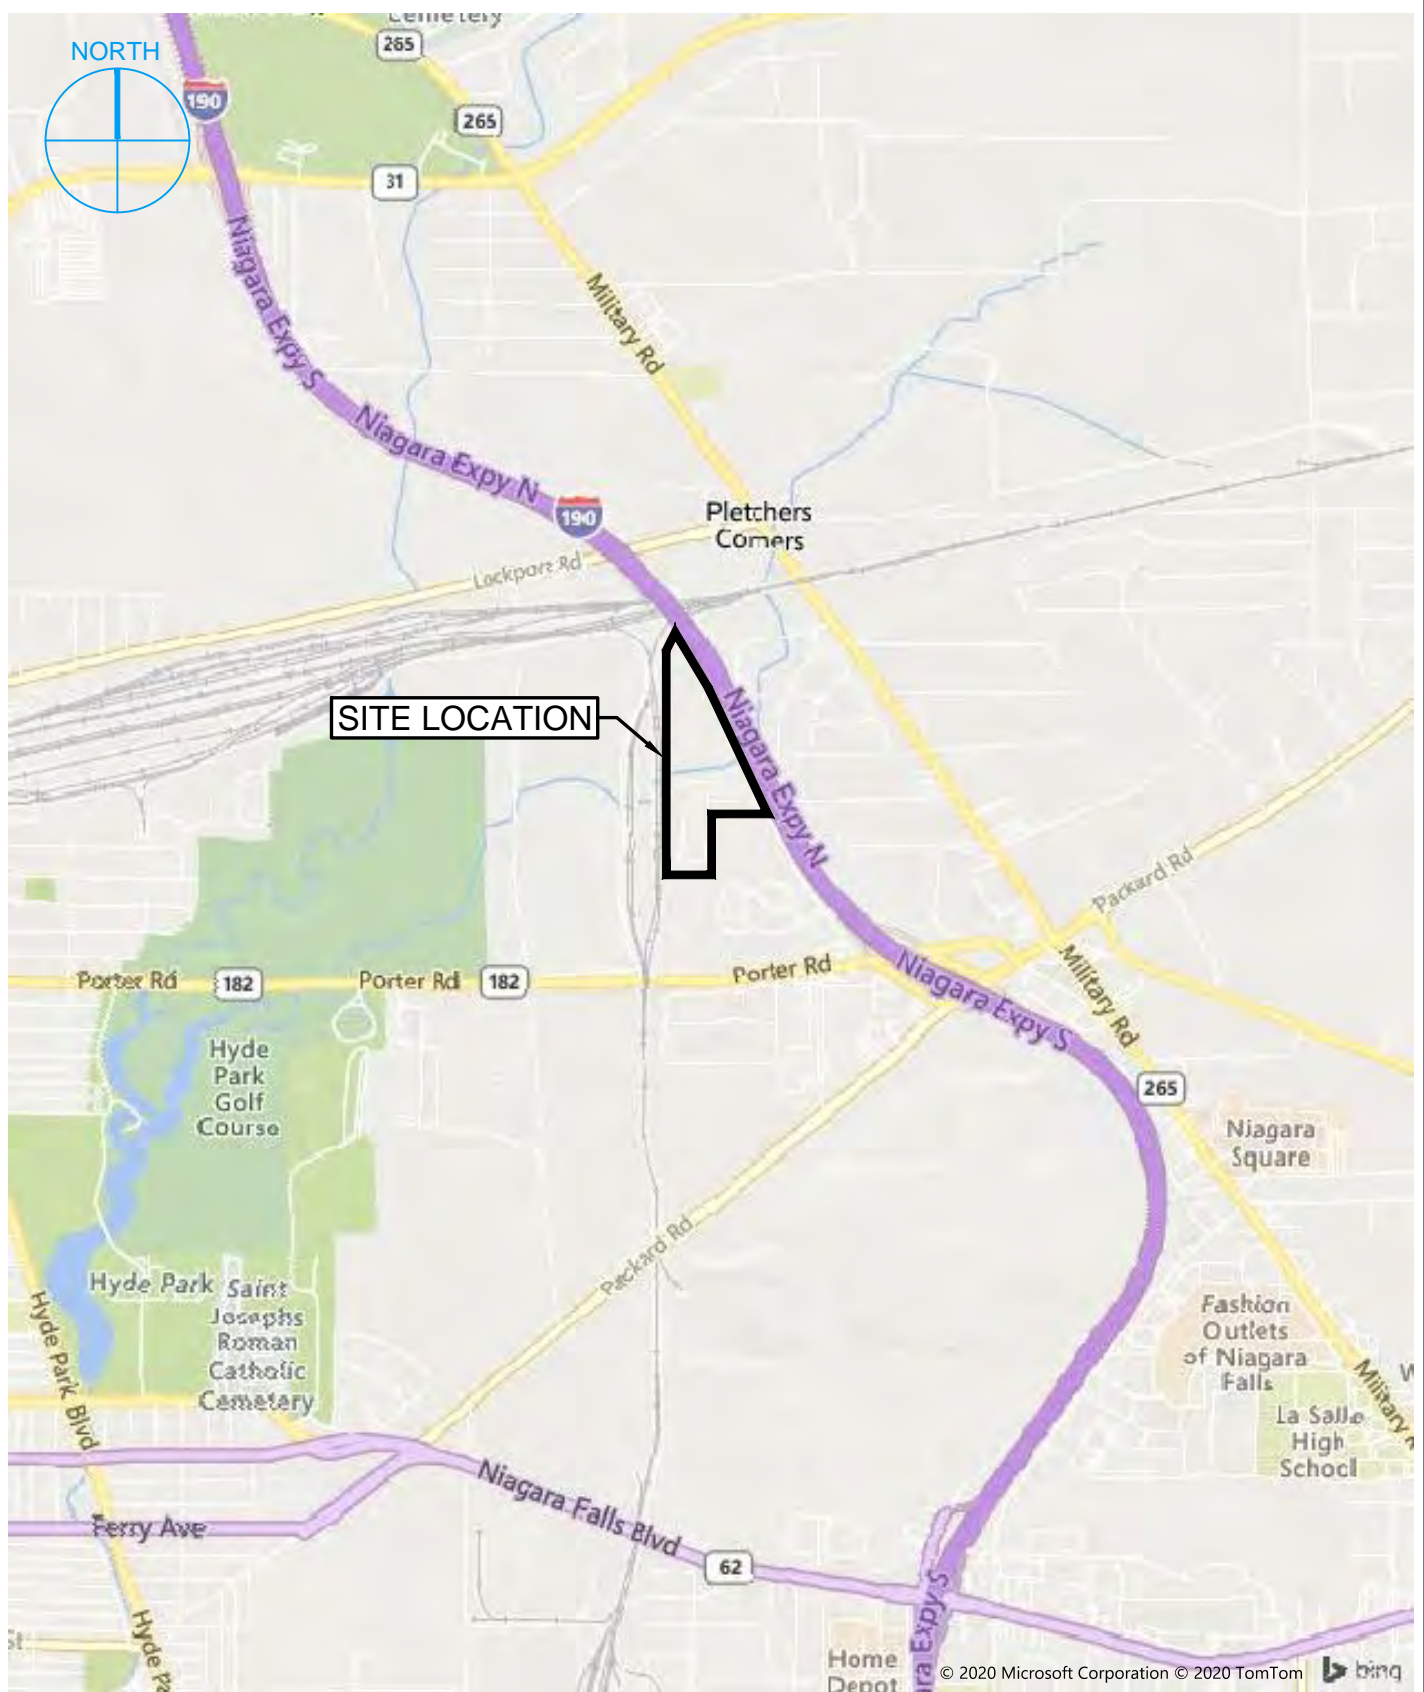 Cemetery
265
NORTH
190
265
31
Niagara Expy S
Military Rd
Niagara Expy N
190
Pletchers
Corners
Lockport Rd
SITE LOCATION
Niagara Expy N
Packard Rd
Porter Rd
182
Porter Rd
182
Porter Rd
Niagara Expy S
Military Rd
Hyde
Park
Golf
Course
265
Niagara
Square
Packard Rd
Hyde Park
Saint
Josephs
Roman
Catholic
Cemetery
Hyde Park Blvd
Fashion
Outlets
of Niagara
Falls
Military
La Salle
High
School
Niagara Falls Blvd
Ferry Ave
62
Expy S
Hyde
St
Home
Depot
© 2020 Microsoft Corporation © 2020 TomTom
bing